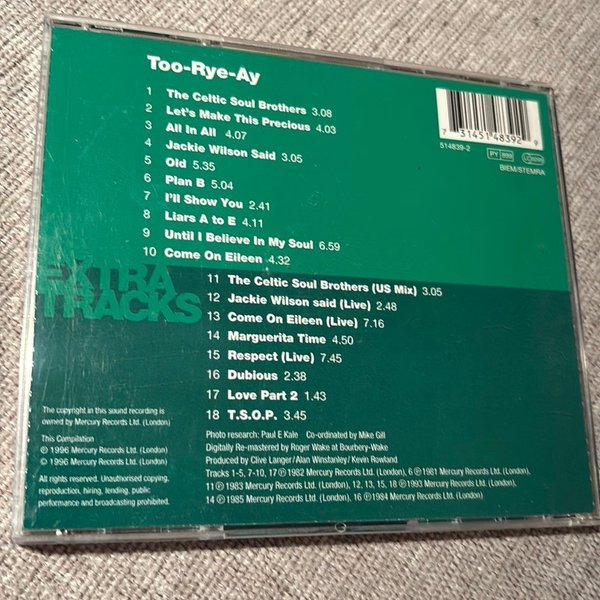 Too-Rye-Ay
1 The Celtic Soul Brothers 3.08
2 Let's Make This Precious 4.03
3 All In All 4.07
4 Jackie Wilson Said 3.05
5 Old 5.35
6 Plan B 5.04
7 I'll Show You 2.41
8 Liars A to E 4.11
9 Until I Believe In My Soul 6.59
10 Come On Eileen 4.32
7 31451 48392 9
514839-2
PY 899
BIEM/STEMRA
EXTRA
TRACKS
11 The Celtic Soul Brothers (US Mix) 3.05
12 Jackie Wilson said (Live) 2.48
13 Come On Eileen (Live) 7.16
14 Marguerita Time 4.50
15 Respect (Live) 7.45
16 Dubious 2.38
17 Love Part 2 1.43
18 T.S.O.P. 3.45
The copyright in this sound recording is
owned by Mercury Records Ltd. (London)
This Compilation
℗ 1996 Mercury Records Ltd. (London)
© 1996 Mercury Records Ltd. (London)
All rights reserved. Unauthorised copying,
reproduction, hiring, lending, public
performance and broadcasting prohibited.
Photo research: Paul E Kale Co-ordinated by Mike Gill
Digitally Re-mastered by Roger Wake at Bourbery-Wake
Produced by Clive Langer/Alan Winstanley/Kevin Rowland
Tracks 1-5, 7-10, 17 ℗ 1982 Mercury Records Ltd. (London), 6 ℗ 1981 Mercury Records Ltd. (London),
11 ℗ 1983 Mercury Records Ltd. (London), 12, 13, 15, 18 ℗ 1993 Mercury Records Ltd. (London),
14 ℗ 1985 Mercury Records Ltd. (London), 16 ℗ 1984 Mercury Records Ltd. (London)